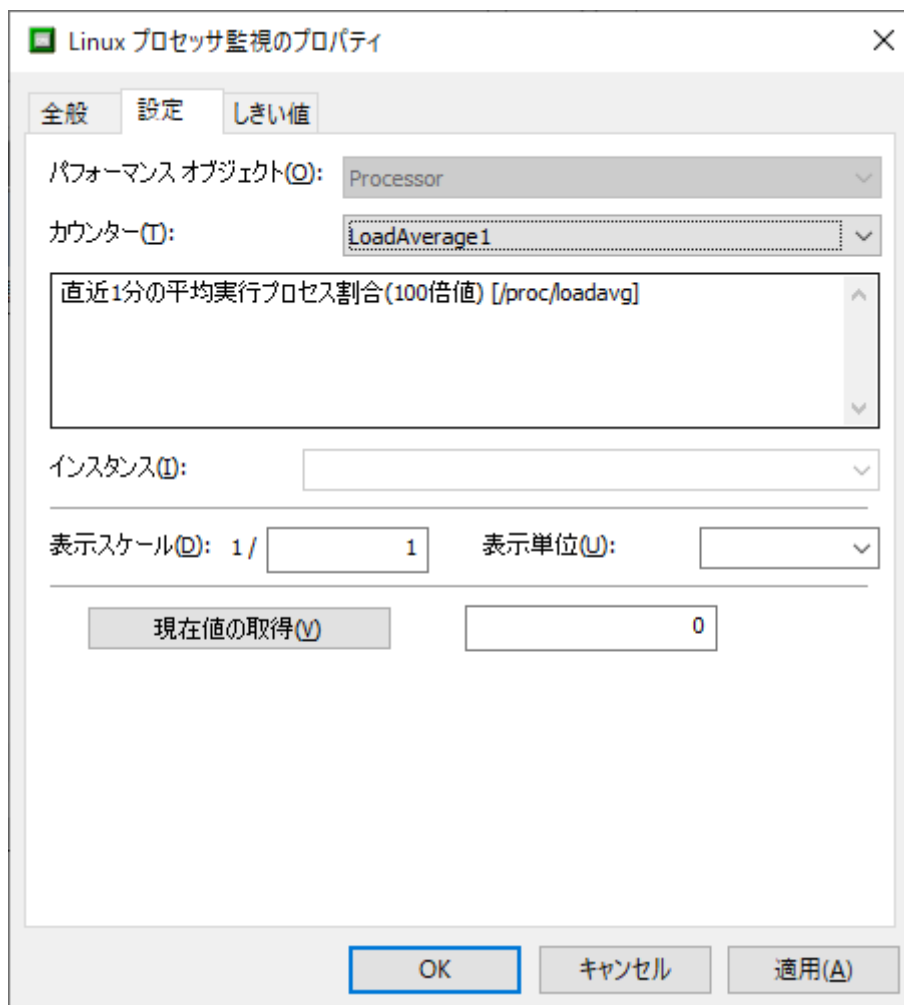 Linux プロセッサ監視のプロパティ
全般 設定 しきい値
パフォーマンス オブジェクト(O): Processor
カウンター(T): LoadAverage1
直近1分の平均実行プロセス割合(100倍値) [/proc/loadavg]
インスタンス(I):
表示スケール(D): 1 / 1 表示単位(U):
現在値の取得(V) 0
OK キャンセル 適用(A)